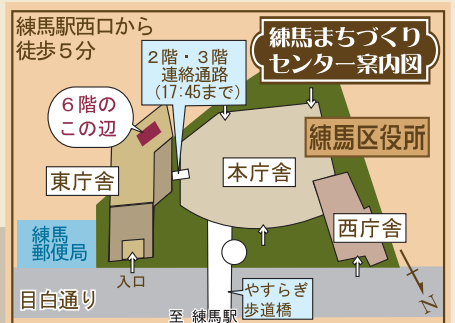 練馬駅西口から
徒歩５分
練馬まちづくり
センター案内図
２階・３階
連絡通路
（17:45まで）
６階の
この辺
練馬区役所
本庁舎
東庁舎
西庁舎
練馬
郵便局
入口
目白通り
やすらぎ
歩道橋
至 練馬駅
N